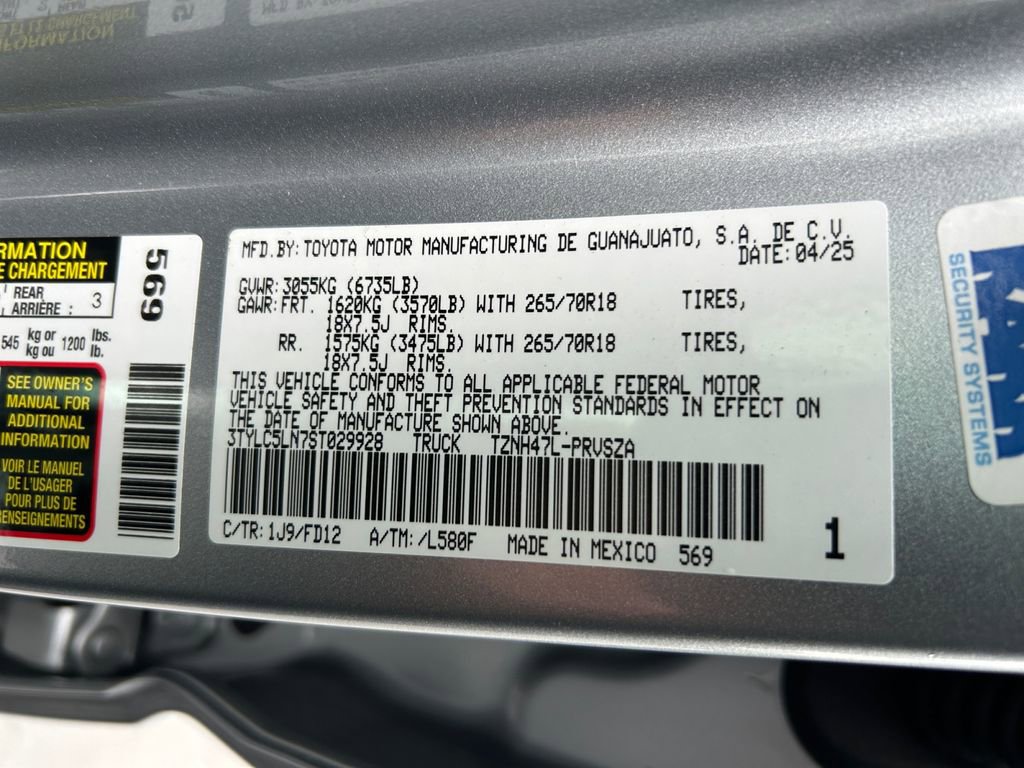 RMATION
E CHARGEMENT
REAR
ARRIÈRE : 3
545 kg or 1200 lbs.
kg ou lb.
SEE OWNER'S
MANUAL FOR
ADDITIONAL
INFORMATION
VOIR LE MANUEL
DE L'USAGER
POUR PLUS DE
RENSEIGNEMENTS
569
MFD.BY:TOYOTA MOTOR MANUFACTURING DE GUANAJUATO, S.A. DE C.V.
DATE:04/25
GVWR:3055KG (6735LB)
GAWR:FRT. 1620KG (3570LB) WITH 265/70R18 TIRES,
18X7.5J RIMS.
RR. 1575KG (3475LB) WITH 265/70R18 TIRES,
18X7.5J RIMS.
THIS VEHICLE CONFORMS TO ALL APPLICABLE FEDERAL MOTOR
VEHICLE SAFETY AND THEFT PREVENTION STANDARDS IN EFFECT ON
THE DATE OF MANUFACTURE SHOWN ABOVE.
3TYLC5LN7ST029928 TRUCK TZNH47L-PRVSZA
C/TR:1J9/FD12 A/TM:/L580F MADE IN MEXICO 569
1
SECURITY SYSTEMS